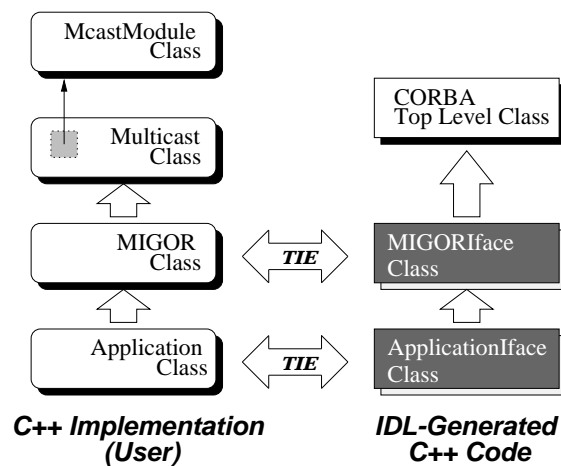 McastModule
Class
Multicast
Class
CORBA
Top Level Class
MIGOR
Class
TIE
MIGORIface
Class
Application
Class
TIE
ApplicationIface
Class
C++ Implementation
(User)
IDL-Generated
C++ Code